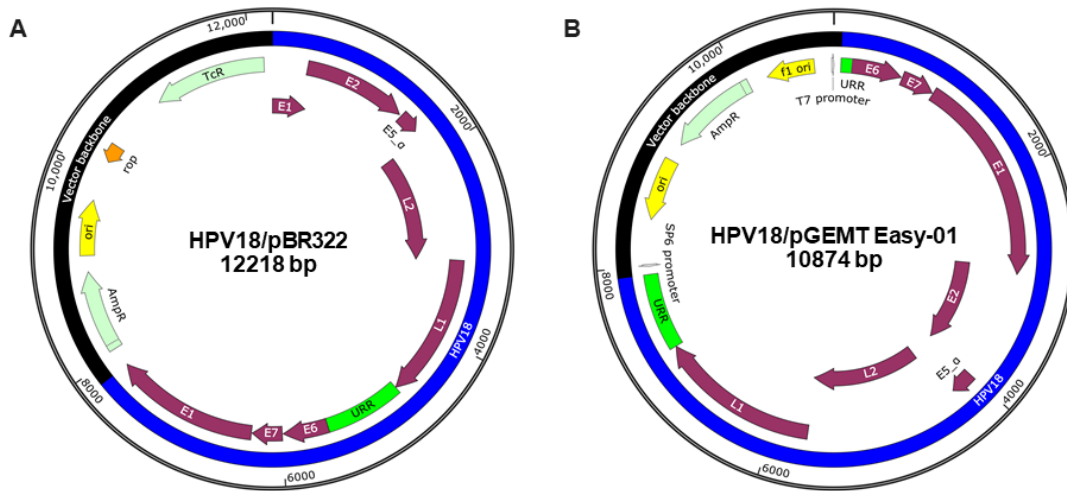 A
12,000
2000
4000
6000
8000
10,000
TcR
E1
E2
E5_α
L2
L1
HPV18
URR
E6
E7
E1
AmpR
ori
rop
Vector backbone
HPV18/pBR322
12218 bp
B
10,000
2000
4000
6000
8000
f1 ori
T7 promoter
URR
E6
E7
E1
E2
E5_α
HPV18
L2
L1
URR
SP6 promoter
ori
AmpR
Vector backbone
HPV18/pGEMT Easy-01
10874 bp